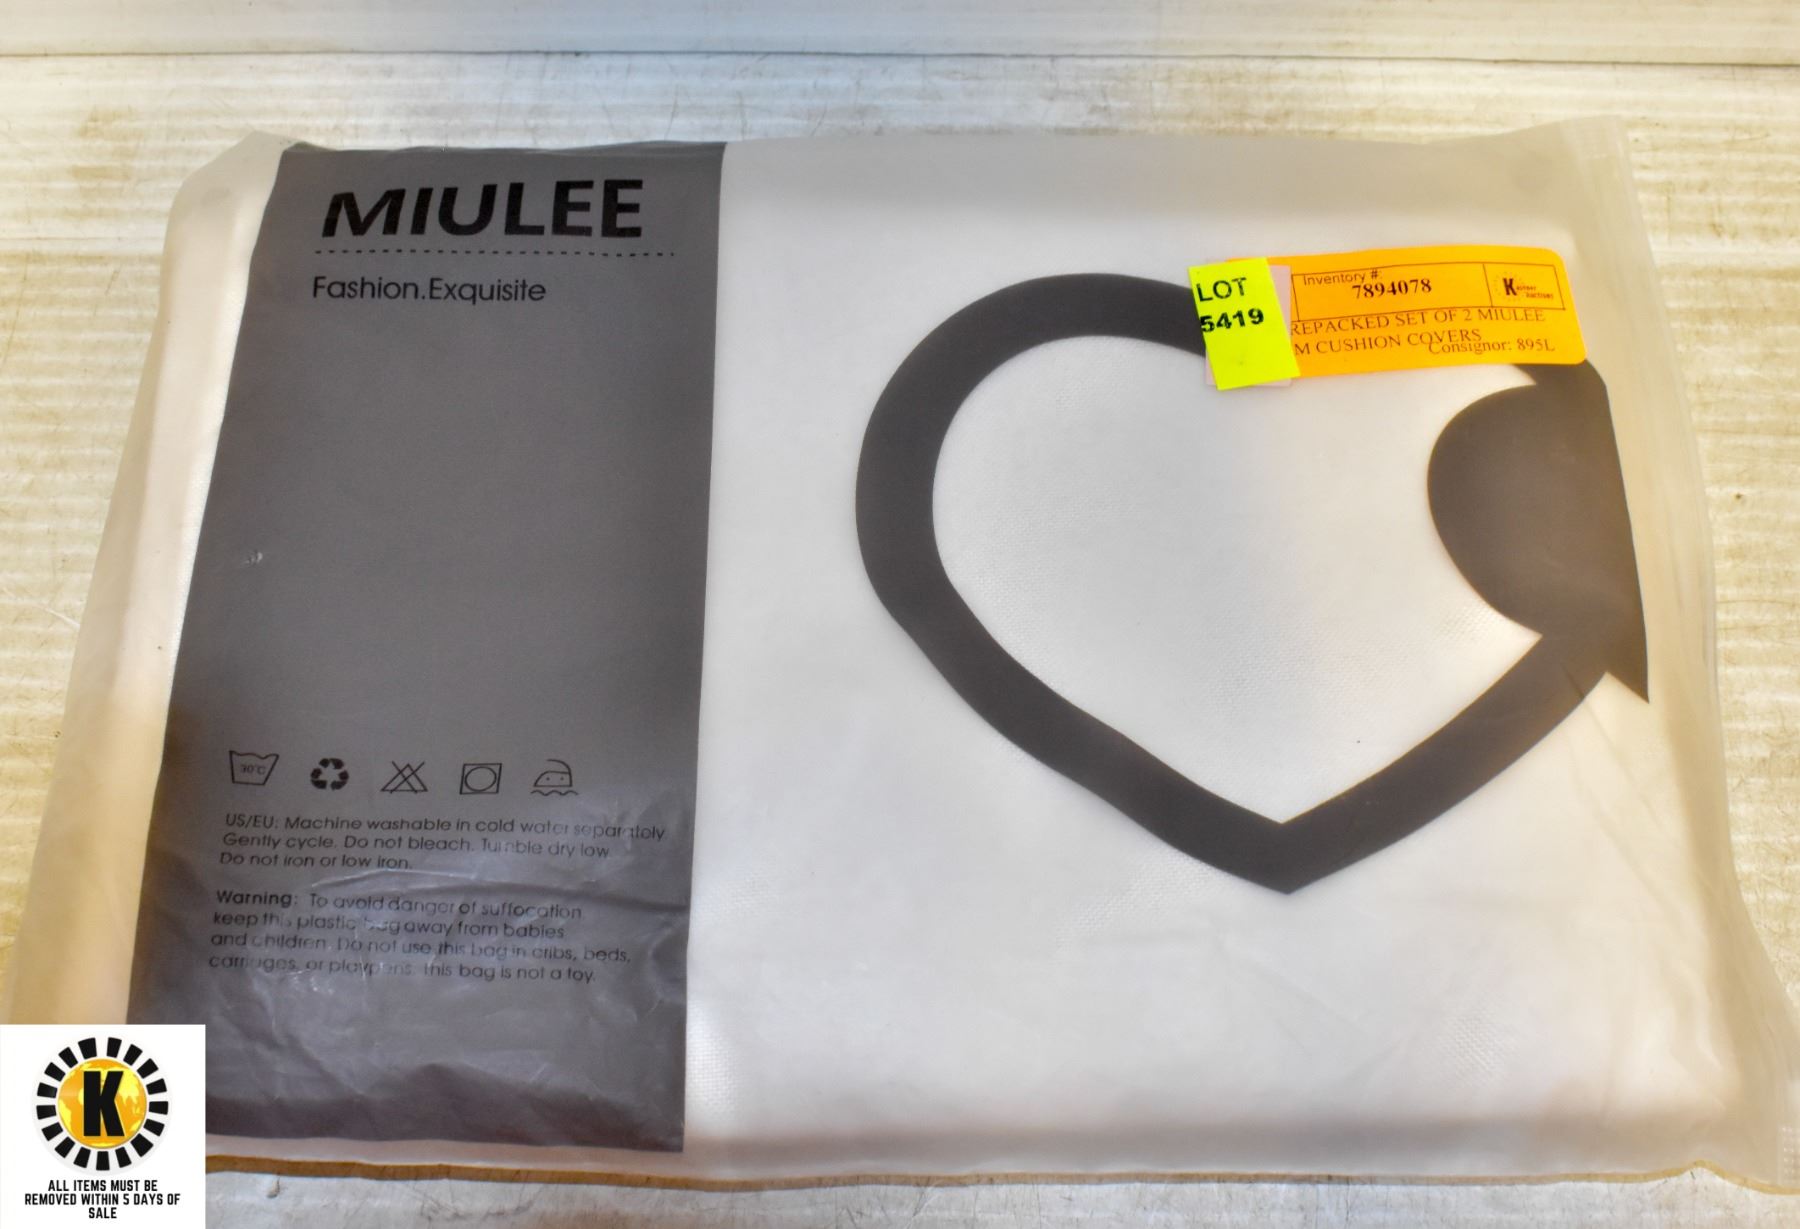 MIULEE
Fashion.Exquisite
LOT
5419
Inventory #:
7894078
Kastner
Auctions
REPACKED SET OF 2 MIULEE
M CUSHION COVERS
Consignor: 895L
30°C
US/EU: Machine washable in cold water separately.
Gently cycle. Do not bleach. Tumble dry low.
Do not iron or low iron.
Warning: To avoid danger of suffocation,
keep this plastic bag away from babies
and children. Do not use this bag in cribs, beds,
carriages, or playpens. This bag is not a toy.
K
ALL ITEMS MUST BE
REMOVED WITHIN 5 DAYS OF
SALE